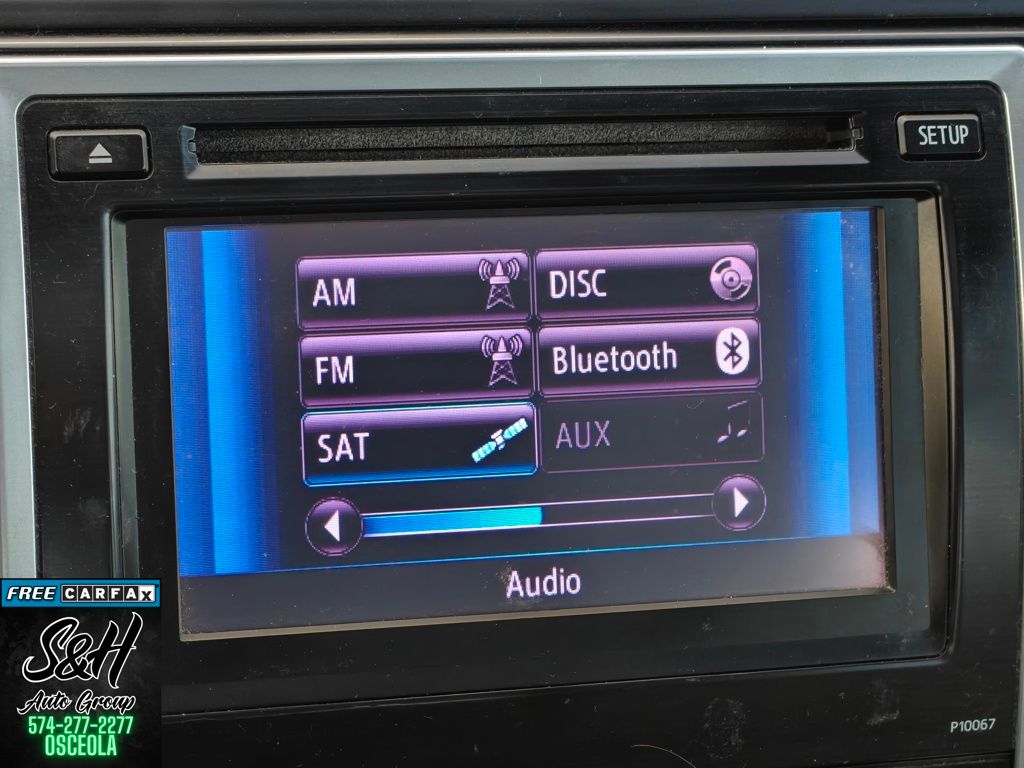 SETUP
AM
DISC
FM
Bluetooth
SAT
AUX
Audio
FREE CARFAX
S&H
Auto Group
574-277-2277
OSCEOLA
P10067